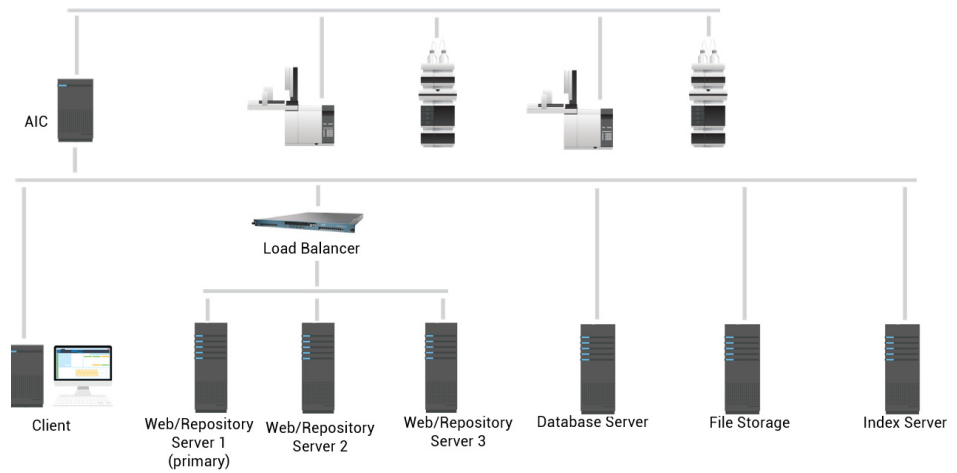 AIC
Load Balancer
Client
Web/Repository
Server 1
(primary)
Web/Repository
Server 2
Web/Repository
Server 3
Database Server
File Storage
Index Server